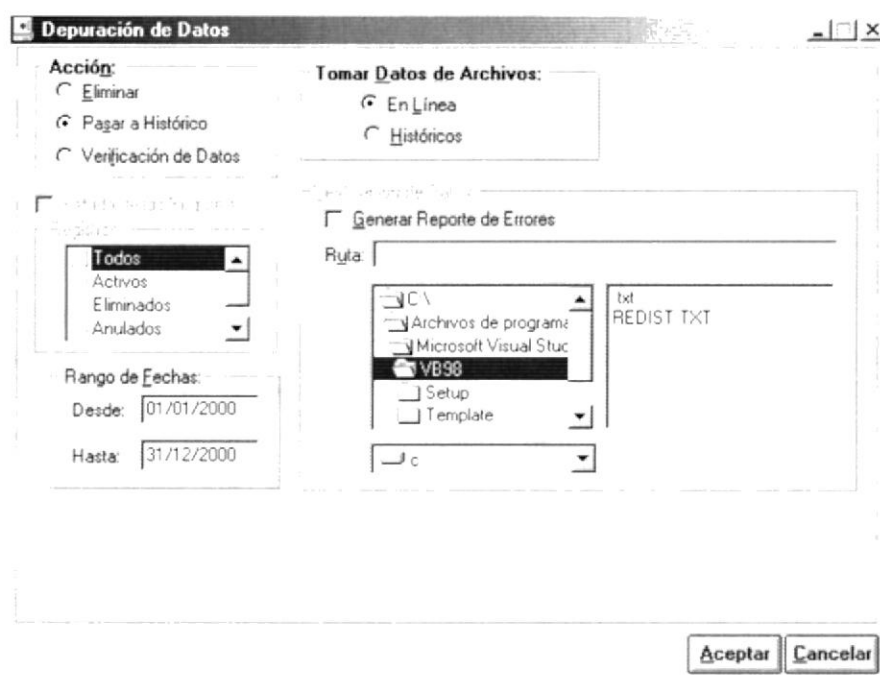 Depuración de Datos
Acción:
Eliminar
Pasar a Histórico
Verificación de Datos
Tomar Datos de Archivos:
En Línea
Históricos
Registros
Todos
Activos
Eliminados
Anulados
Rango de Fechas:
Desde: 01/01/2000
Hasta: 31/12/2000
Generar Reporte de Errores
Ruta:
C \
Archivos de programa
Microsoft Visual Stuc
VB98
Setup
Template
c
txt
REDIST TXT
Aceptar
Cancelar